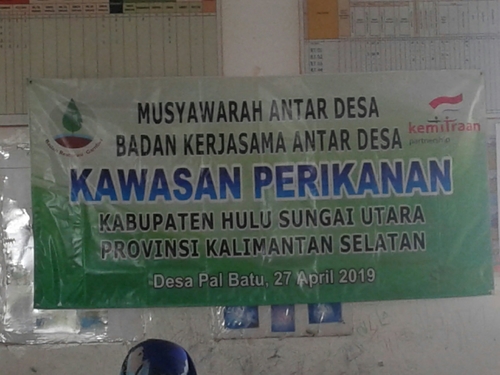 MUSYAWARAH ANTAR DESA
BADAN KERJASAMA ANTAR DESA
kemitraan
partnership
KAWASAN PERIKANAN
KABUPATEN HULU SUNGAI UTARA
PROVINSI KALIMANTAN SELATAN
Desa Pal Batu, 27 April 2019